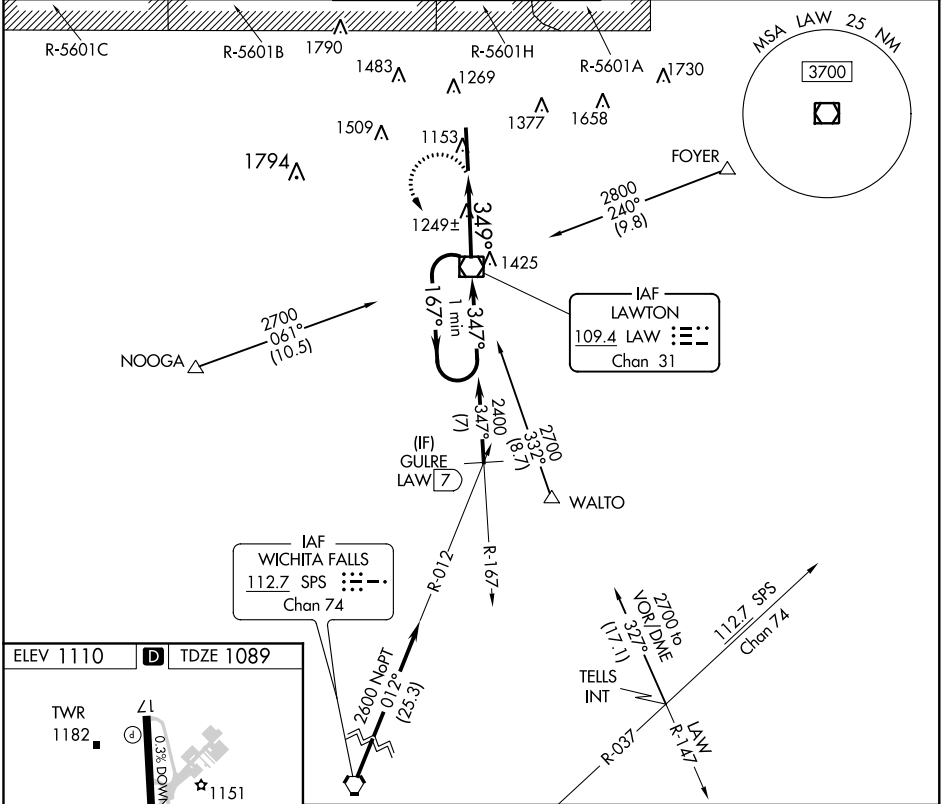 R-5601C
R-5601B
1790
R-5601H
R-5601A
1483
1269
1730
1377
1658
1509
1153
1794
MSA LAW 25 NM
3700
FOYER
2800
240°
(9.8)
1249±
349°
1425
IAF
LAWTON
109.4 LAW
Chan 31
167°
1 min
347°
2700
061°
(10.5)
NOOGA
2400
347°
(7)
2700
332°
(8.7)
(IF)
GULRE
LAW 7
WALTO
IAF
WICHITA FALLS
112.7 SPS
Chan 74
R-012
R-167
2600 NoPT
012°
(25.3)
2700 to
VOR/DME
327°
(17.1)
112.7 SPS
Chan 74
TELLS
INT
R-037
LAW
R-147
ELEV 1110
D
TDZE 1089
TWR
1182
17
P
0.3% DOWN
1151